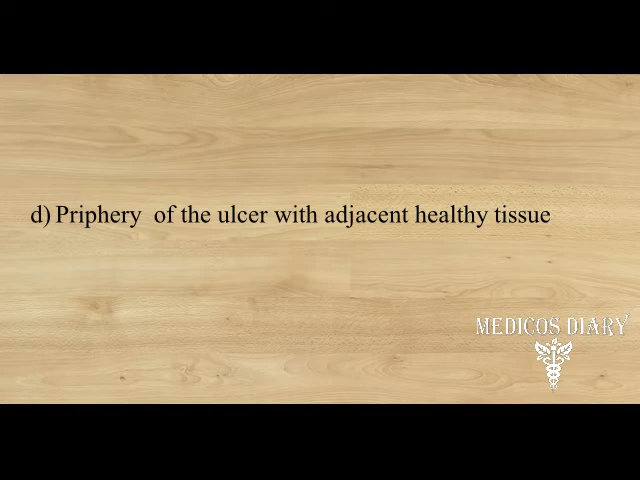 d) Priphery of the ulcer with adjacent healthy tissue
MEDICOS DIARY